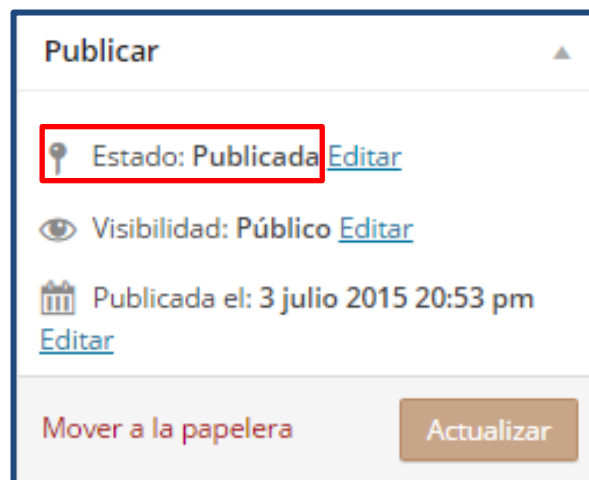 Publicar
Estado: Publicada Editar
Visibilidad: Público Editar
Publicada el: 3 julio 2015 20:53 pm
Editar
Mover a la papelera
Actualizar